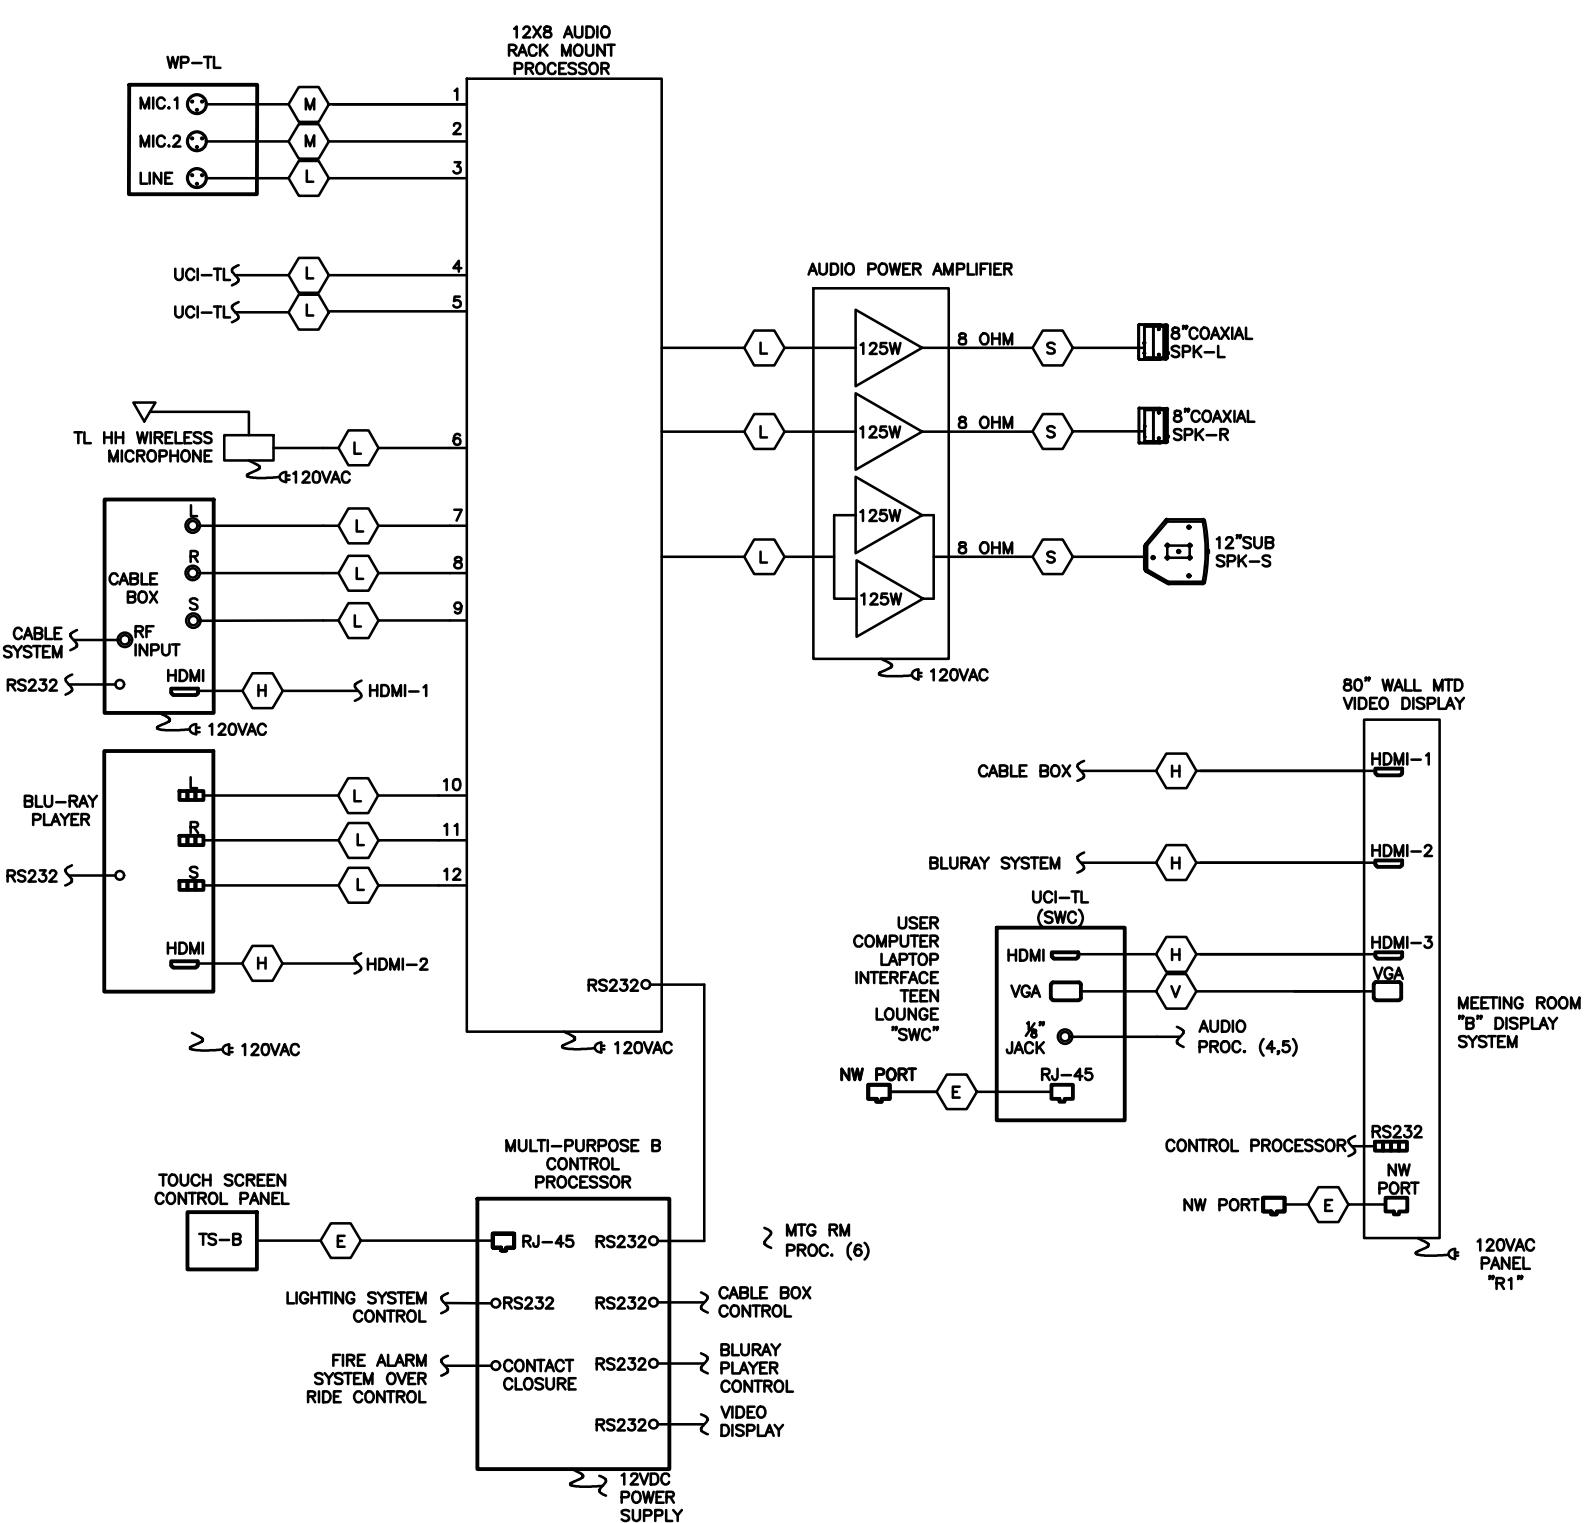 12X8 AUDIO
RACK MOUNT
PROCESSOR
WP-TL
MIC.1
M
1
MIC.2
M
2
LINE
L
3
UCI-TL
L
4
UCI-TL
L
5
TL HH WIRELESS
MICROPHONE
L
6
120VAC
CABLE
BOX
L
L
7
R
L
8
S
L
9
CABLE
SYSTEM
RF
INPUT
RS232
HDMI
H
HDMI-1
120VAC
BLU-RAY
PLAYER
L
L
10
R
L
11
S
L
12
RS232
HDMI
H
HDMI-2
120VAC
RS232
120VAC
AUDIO POWER AMPLIFIER
L
125W
8 OHM
S
8"COAXIAL
SPK-L
L
125W
8 OHM
S
8"COAXIAL
SPK-R
L
125W
125W
8 OHM
S
12"SUB
SPK-S
120VAC
80" WALL MTD
VIDEO DISPLAY
CABLE BOX
H
HDMI-1
BLURAY SYSTEM
H
HDMI-2
UCI-TL
(SWC)
USER
COMPUTER
LAPTOP
INTERFACE
TEEN
LOUNGE
"SWC"
HDMI
H
HDMI-3
VGA
V
VGA
1/8"
JACK
AUDIO
PROC. (4,5)
NW PORT
E
RJ-45
MEETING ROOM
"B" DISPLAY
SYSTEM
CONTROL PROCESSOR
RS232
NW PORT
E
NW
PORT
120VAC
PANEL
"R1"
MULTI-PURPOSE B
CONTROL
PROCESSOR
TOUCH SCREEN
CONTROL PANEL
TS-B
E
RJ-45
RS232
MTG RM
PROC. (6)
LIGHTING SYSTEM
CONTROL
RS232
RS232
CABLE BOX
CONTROL
FIRE ALARM
SYSTEM OVER
RIDE CONTROL
CONTACT
CLOSURE
RS232
BLURAY
PLAYER
CONTROL
RS232
VIDEO
DISPLAY
12VDC
POWER
SUPPLY